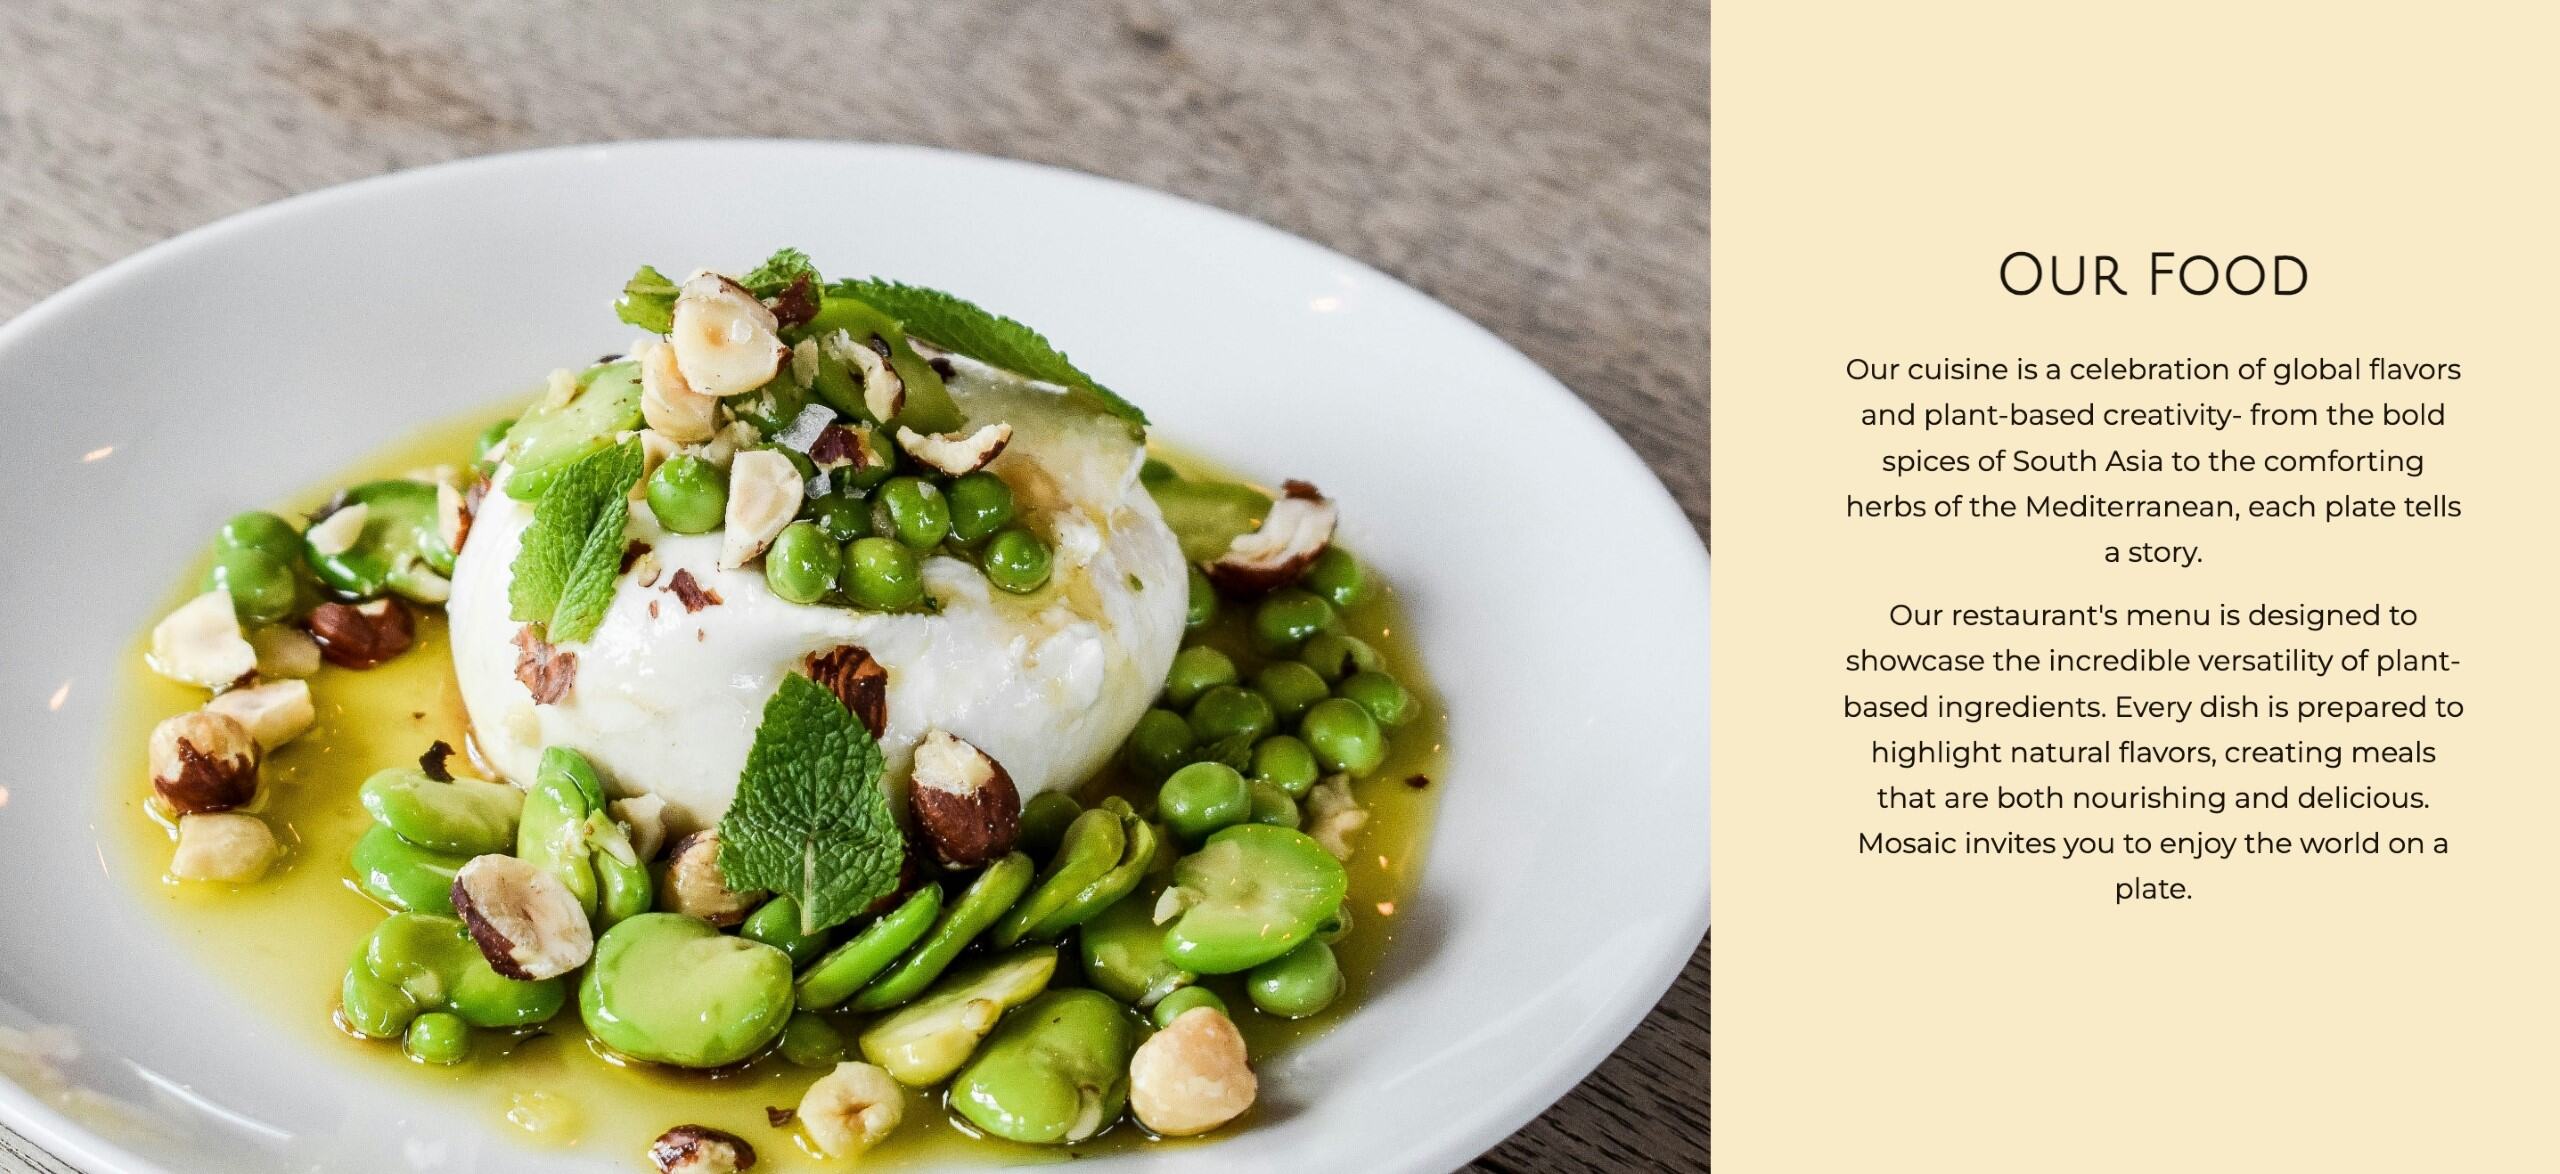 Our Food
Our cuisine is a celebration of global flavors
and plant-based creativity- from the bold
spices of South Asia to the comforting
herbs of the Mediterranean, each plate tells
a story.
Our restaurant's menu is designed to
showcase the incredible versatility of plant-
based ingredients. Every dish is prepared to
highlight natural flavors, creating meals
that are both nourishing and delicious.
Mosaic invites you to enjoy the world on a
plate.